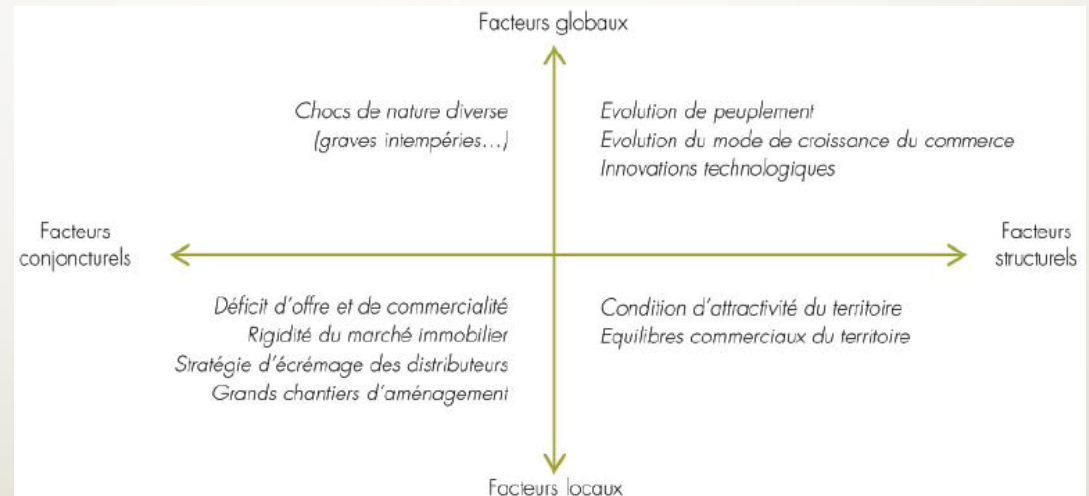 Facteurs globaux
Chocs de nature diverse
(graves intempéries...)
Evolution de peuplement
Evolution du mode de croissance du commerce
Innovations technologiques
Facteurs
conjoncturels
Facteurs
structurels
Déficit d'offre et de commercialité
Rigidité du marché immobilier
Stratégie d'écrémage des distributeurs
Grands chantiers d'aménagement
Condition d'attractivité du territoire
Equilibres commerciaux du territoire
Facteurs locaux